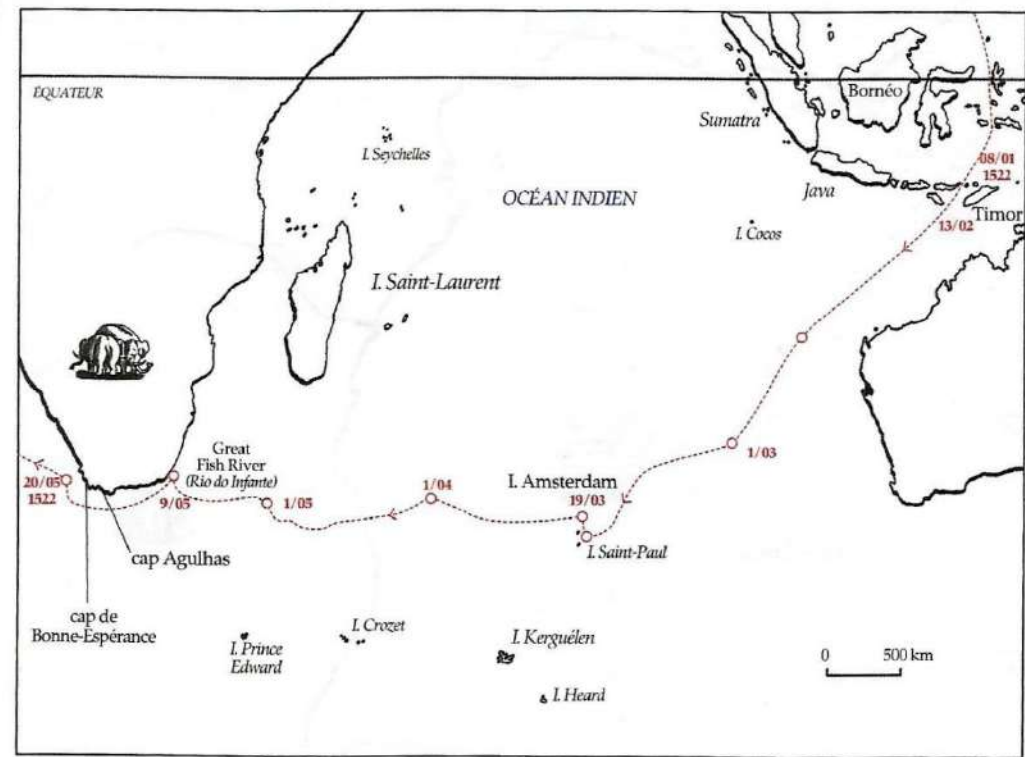 ÉQUATEUR
Bornéo
Sumatra
I. Seychelles
08/01
1522
OCÉAN INDIEN
Java
Timor
13/02
I. Cocos
I. Saint-Laurent
Great
Fish River
(Rio do Infante)
1/03
I. Amsterdam
1/04
19/03
20/05
1522
9/05
1/05
I. Saint-Paul
cap Agulhas
cap de
Bonne-Espérance
I. Prince
Edward
I. Crozet
I. Kerguélen
I. Heard
0 500 km